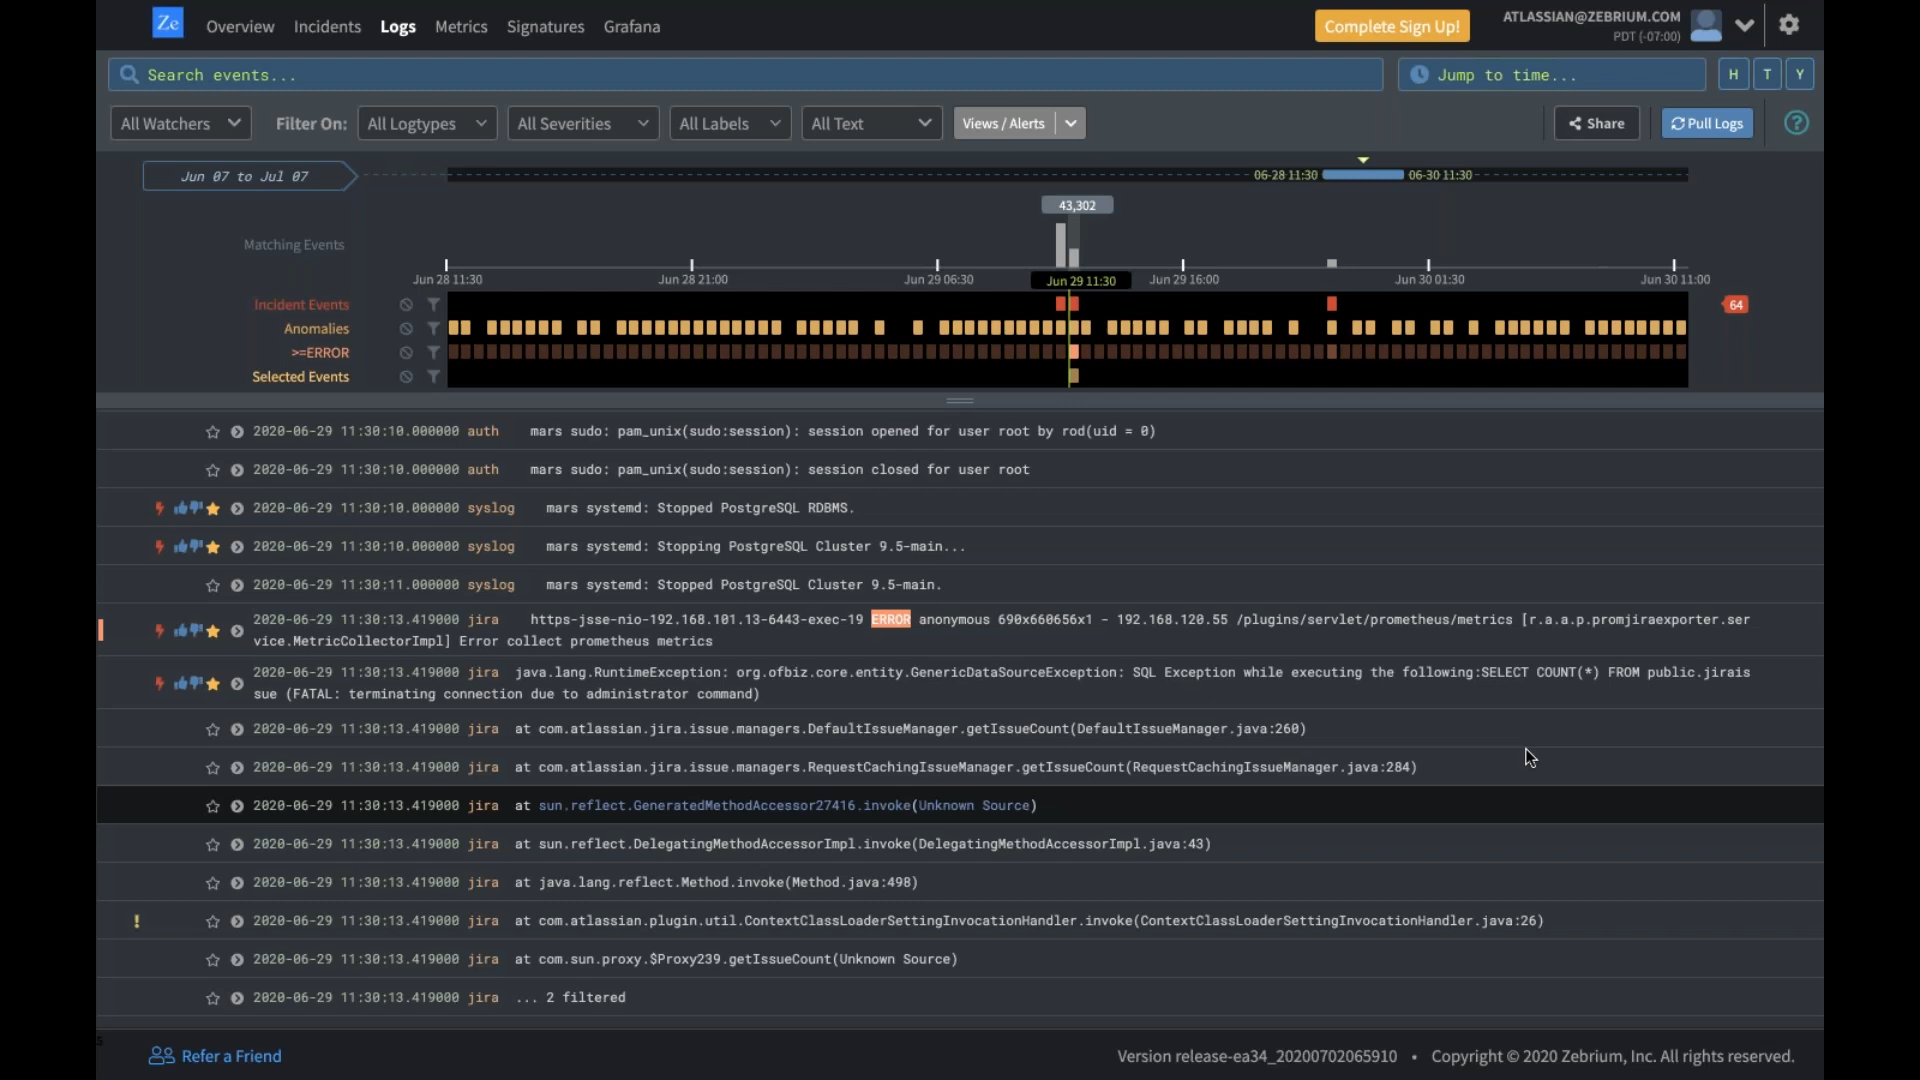 Ze Overview Incidents Logs Metrics Signatures Grafana Complete Sign Up! ATLASSIAN@ZEBRIUM.COM
PDT (-07:00)
Search events... Jump to time... H T Y
All Watchers Filter On: All Logtypes All Severities All Labels All Text Views / Alerts Share Pull Logs ?
Jun 07 to Jul 07 06-28 11:30 06-30 11:30
43,302
Matching Events
Jun 28 11:30 Jun 28 21:00 Jun 29 06:30 Jun 29 11:30 Jun 29 16:00 Jun 30 01:30 Jun 30 11:00
Incident Events 64
Anomalies
>=ERROR
Selected Events
2020-06-29 11:30:10.000000 auth mars sudo: pam_unix(sudo:session): session opened for user root by rod(uid = 0)
2020-06-29 11:30:10.000000 auth mars sudo: pam_unix(sudo:session): session closed for user root
2020-06-29 11:30:10.000000 syslog mars systemd: Stopped PostgreSQL RDBMS.
2020-06-29 11:30:10.000000 syslog mars systemd: Stopping PostgreSQL Cluster 9.5-main...
2020-06-29 11:30:11.000000 syslog mars systemd: Stopped PostgreSQL Cluster 9.5-main.
2020-06-29 11:30:13.419000 jira https-jsse-nio-192.168.101.13-6443-exec-19 ERROR anonymous 690x660656x1 - 192.168.120.55 /plugins/servlet/prometheus/metrics [r.a.a.p.promjiraexporter.ser
vice.MetricCollectorImpl] Error collect prometheus metrics
2020-06-29 11:30:13.419000 jira java.lang.RuntimeException: org.ofbiz.core.entity.GenericDataSourceException: SQL Exception while executing the following:SELECT COUNT(*) FROM public.jirais
sue (FATAL: terminating connection due to administrator command)
2020-06-29 11:30:13.419000 jira at com.atlassian.jira.issue.managers.DefaultIssueManager.getIssueCount(DefaultIssueManager.java:260)
2020-06-29 11:30:13.419000 jira at com.atlassian.jira.issue.managers.RequestCachingIssueManager.getIssueCount(RequestCachingIssueManager.java:284)
2020-06-29 11:30:13.419000 jira at sun.reflect.GeneratedMethodAccessor27416.invoke(Unknown Source)
2020-06-29 11:30:13.419000 jira at sun.reflect.DelegatingMethodAccessorImpl.invoke(DelegatingMethodAccessorImpl.java:43)
2020-06-29 11:30:13.419000 jira at java.lang.reflect.Method.invoke(Method.java:498)
! 2020-06-29 11:30:13.419000 jira at com.atlassian.plugin.util.ContextClassLoaderSettingInvocationHandler.invoke(ContextClassLoaderSettingInvocationHandler.java:26)
2020-06-29 11:30:13.419000 jira at com.sun.proxy.$Proxy239.getIssueCount(Unknown Source)
2020-06-29 11:30:13.419000 jira ... 2 filtered
Refer a Friend Version release-ea34_20200702065910 • Copyright © 2020 Zebrium, Inc. All rights reserved.